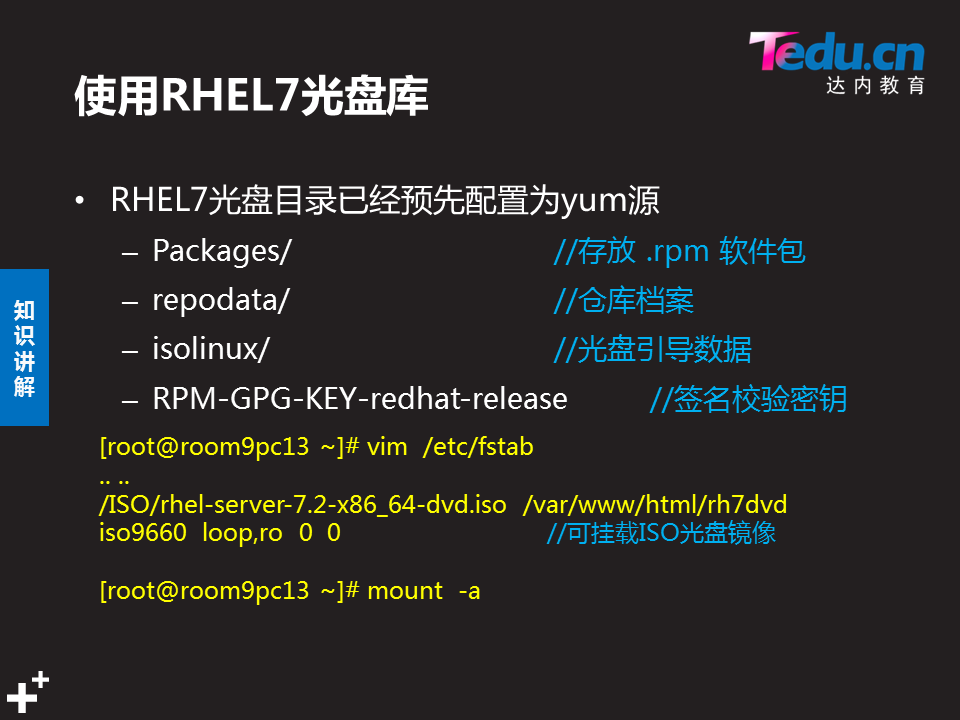 Tedu.cn
达内教育
使用RHEL7光盘库
• RHEL7光盘目录已经预先配置为yum源
– Packages/ //存放 .rpm 软件包
– repodata/ //仓库档案
– isolinux/ //光盘引导数据
– RPM-GPG-KEY-redhat-release //签名校验密钥
知识讲解
[root@room9pc13 ~]# vim /etc/fstab
.. ..
/ISO/rhel-server-7.2-x86_64-dvd.iso /var/www/html/rh7dvd
iso9660 loop,ro 0 0 //可挂载ISO光盘镜像
[root@room9pc13 ~]# mount -a